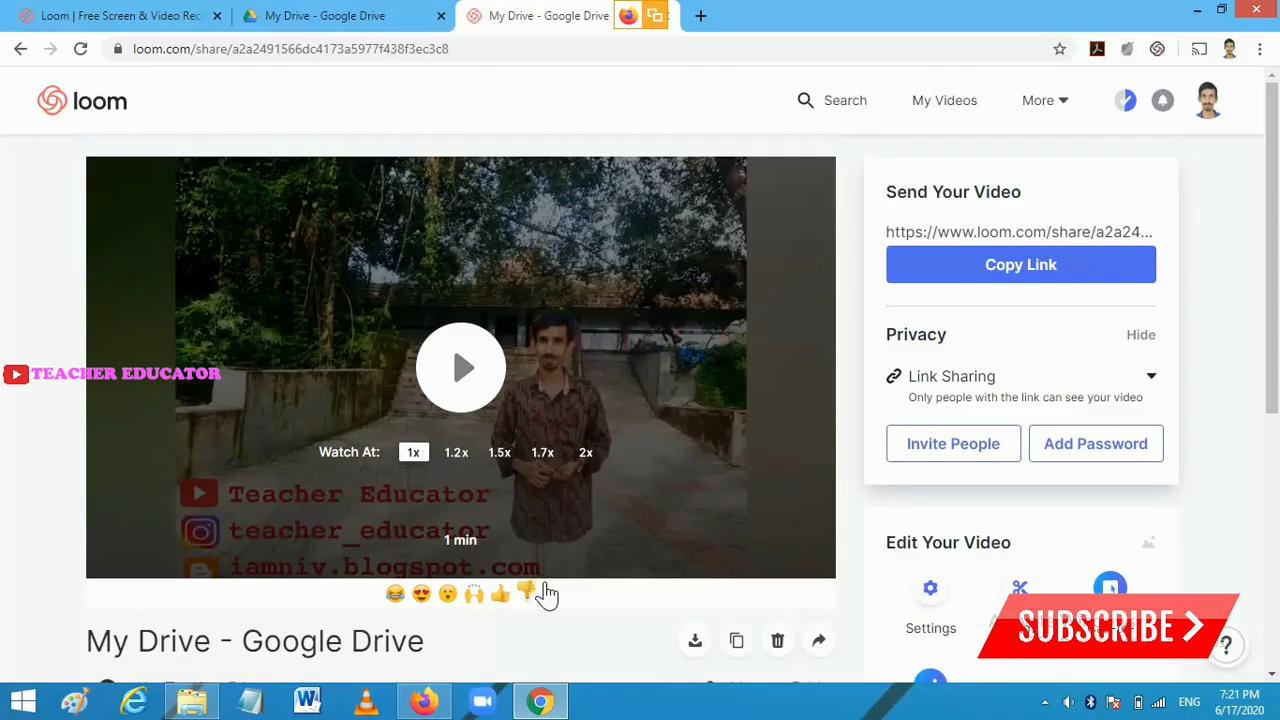 Loom | Free Screen & Video Rec
My Drive - Google Drive
My Drive - Google Drive
loom.com/share/a2a2491566dc4173a5977f438f3ec3c8
loom
Search
My Videos
More
Send Your Video
https://www.loom.com/share/a2a24...
Copy Link
Privacy
Hide
Link Sharing
Only people with the link can see your video
Invite People
Add Password
TEACHER EDUCATOR
Watch At:
1x
1.2x
1.5x
1.7x
2x
Teacher Educator
teacher_educator
1 min
iamniv.blogspot.com
Edit Your Video
Settings
SUBSCRIBE
My Drive - Google Drive
?
ENG
7:21 PM
6/17/2020